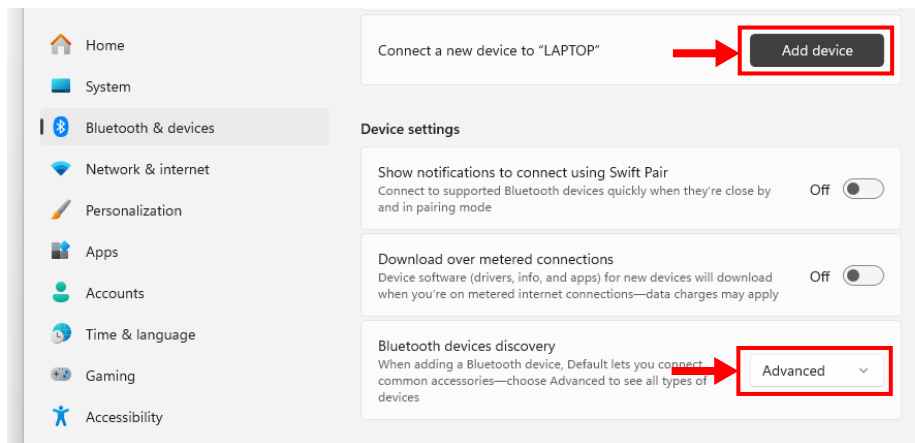 Home
System
Bluetooth & devices
Network & internet
Personalization
Apps
Accounts
Time & language
Gaming
Accessibility
Connect a new device to “LAPTOP”
Add device
Device settings
Show notifications to connect using Swift Pair
Connect to supported Bluetooth devices quickly when they’re close by
and in pairing mode
Off
Download over metered connections
Device software (drivers, info, and apps) for new devices will download
when you’re on metered internet connections—data charges may apply
Off
Bluetooth devices discovery
When adding a Bluetooth device, Default lets you connect
common accessories—choose Advanced to see all types of
devices
Advanced